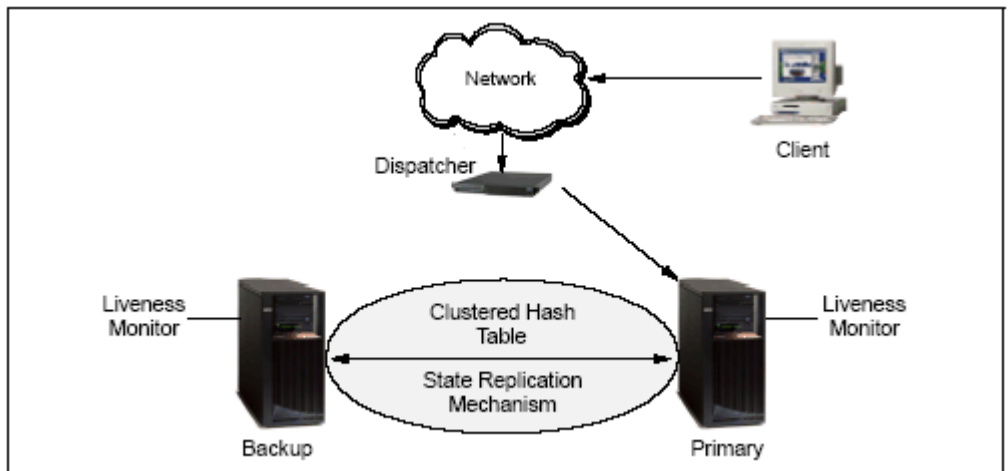 Network
Client
Dispatcher
Liveness
Monitor
Clustered Hash
Table
State Replication
Mechanism
Liveness
Monitor
Backup
Primary